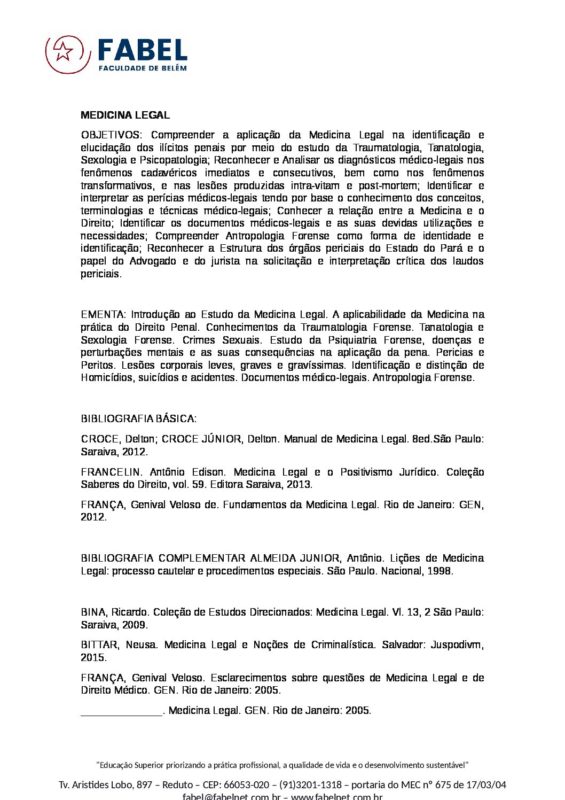 FABEL
FACULDADE DE BELÉM
MEDICINA LEGAL
OBJETIVOS: Compreender a aplicação da Medicina Legal na identificação e
elucidação dos ilícitos penais por meio do estudo da Traumatologia, Tanatologia,
Sexologia e Psicopatologia; Reconhecer e Analisar os diagnósticos médico-legais nos
fenômenos cadavéricos imediatos e consecutivos, bem como nos fenômenos
transformativos, e nas lesões produzidas intra-vitam e post-mortem; Identificar e
interpretar as perícias médicos-legais tendo por base o conhecimento dos conceitos,
terminologias e técnicas médico-legais; Conhecer a relação entre a Medicina e o
Direito; Identificar os documentos médicos-legais e as suas devidas utilizações e
necessidades; Compreender Antropologia Forense como forma de identidade e
identificação; Reconhecer a Estrutura dos órgãos periciais do Estado do Pará e o
papel do Advogado e do jurista na solicitação e interpretação crítica dos laudos
periciais.
EMENTA: Introdução ao Estudo da Medicina Legal. A aplicabilidade da Medicina na
prática do Direito Penal. Conhecimentos da Traumatologia Forense. Tanatologia e
Sexologia Forense. Crimes Sexuais. Estudo da Psiquiatria Forense, doenças e
perturbações mentais e as suas consequências na aplicação da pena. Pericias e
Peritos. Lesões corporais leves, graves e gravíssimas. Identificação e distinção de
Homicídios, suicídios e acidentes. Documentos médico-legais. Antropologia Forense.
BIBLIOGRAFIA BÁSICA:
CROCE, Delton; CROCE JÚNIOR, Delton. Manual de Medicina Legal. 8ed.São Paulo:
Saraiva, 2012.
FRANCELIN. Antônio Edison. Medicina Legal e o Positivismo Jurídico. Coleção
Saberes do Direito, vol. 59. Editora Saraiva, 2013.
FRANÇA, Genival Veloso de. Fundamentos da Medicina Legal. Rio de Janeiro: GEN,
2012.
BIBLIOGRAFIA COMPLEMENTAR ALMEIDA JUNIOR, Antônio. Lições de Medicina
Legal: processo cautelar e procedimentos especiais. São Paulo. Nacional, 1998.
BINA, Ricardo. Coleção de Estudos Direcionados: Medicina Legal. Vl. 13, 2 São Paulo:
Saraiva, 2009.
BITTAR, Neusa. Medicina Legal e Noções de Criminalística. Salvador: Juspodivm,
2015.
FRANÇA, Genival Veloso. Esclarecimentos sobre questões de Medicina Legal e de
Direito Médico. GEN. Rio de Janeiro: 2005.
_______________. Medicina Legal. GEN. Rio de Janeiro: 2005.
"Educação Superior priorizando a prática profissional, a qualidade de vida e o desenvolvimento sustentável"
Tv. Aristides Lobo, 897 – Reduto – CEP: 66053-020 – (91)3201-1318 – portaria do MEC nº 675 de 17/03/04
fabel@fabelnet.com.br – www.fabelnet.com.br